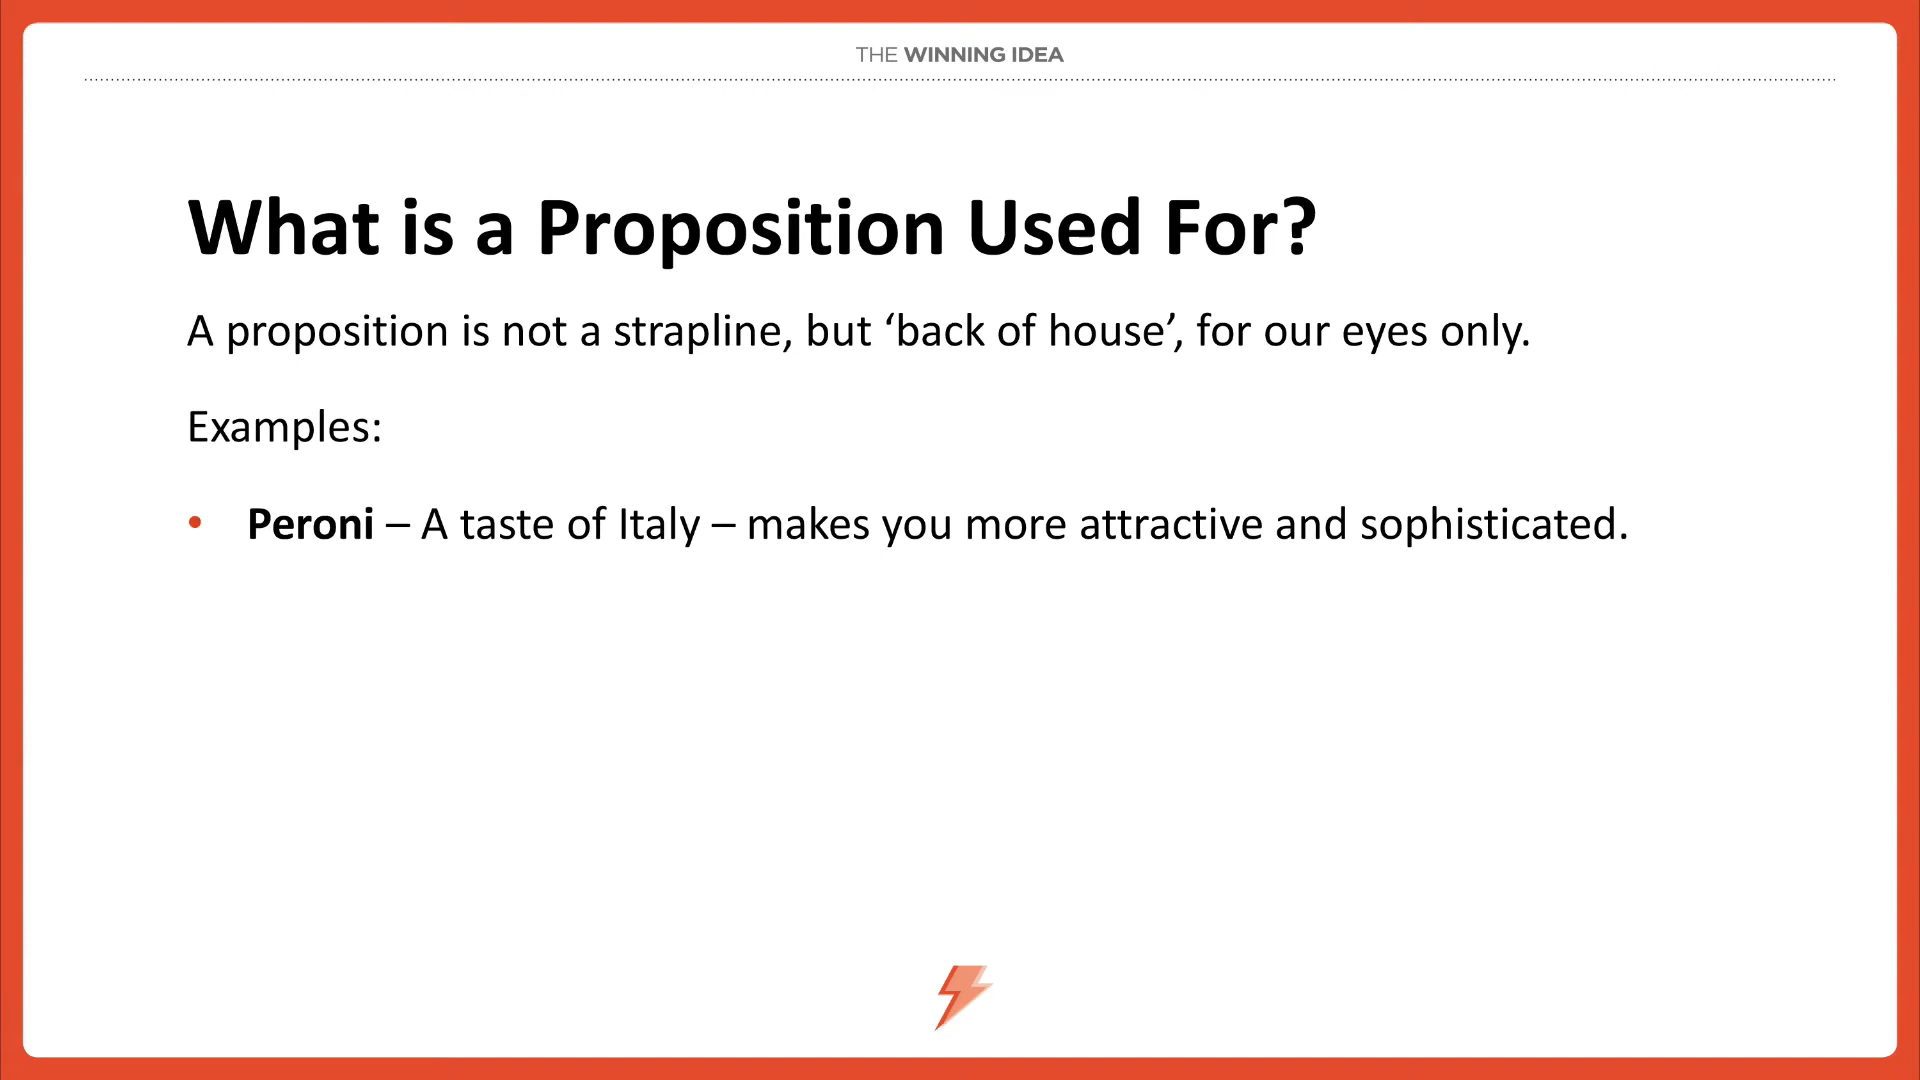 THE WINNING IDEA
What is a Proposition Used For?
A proposition is not a strapline, but ‘back of house’, for our eyes only.
Examples:
• Peroni – A taste of Italy – makes you more attractive and sophisticated.